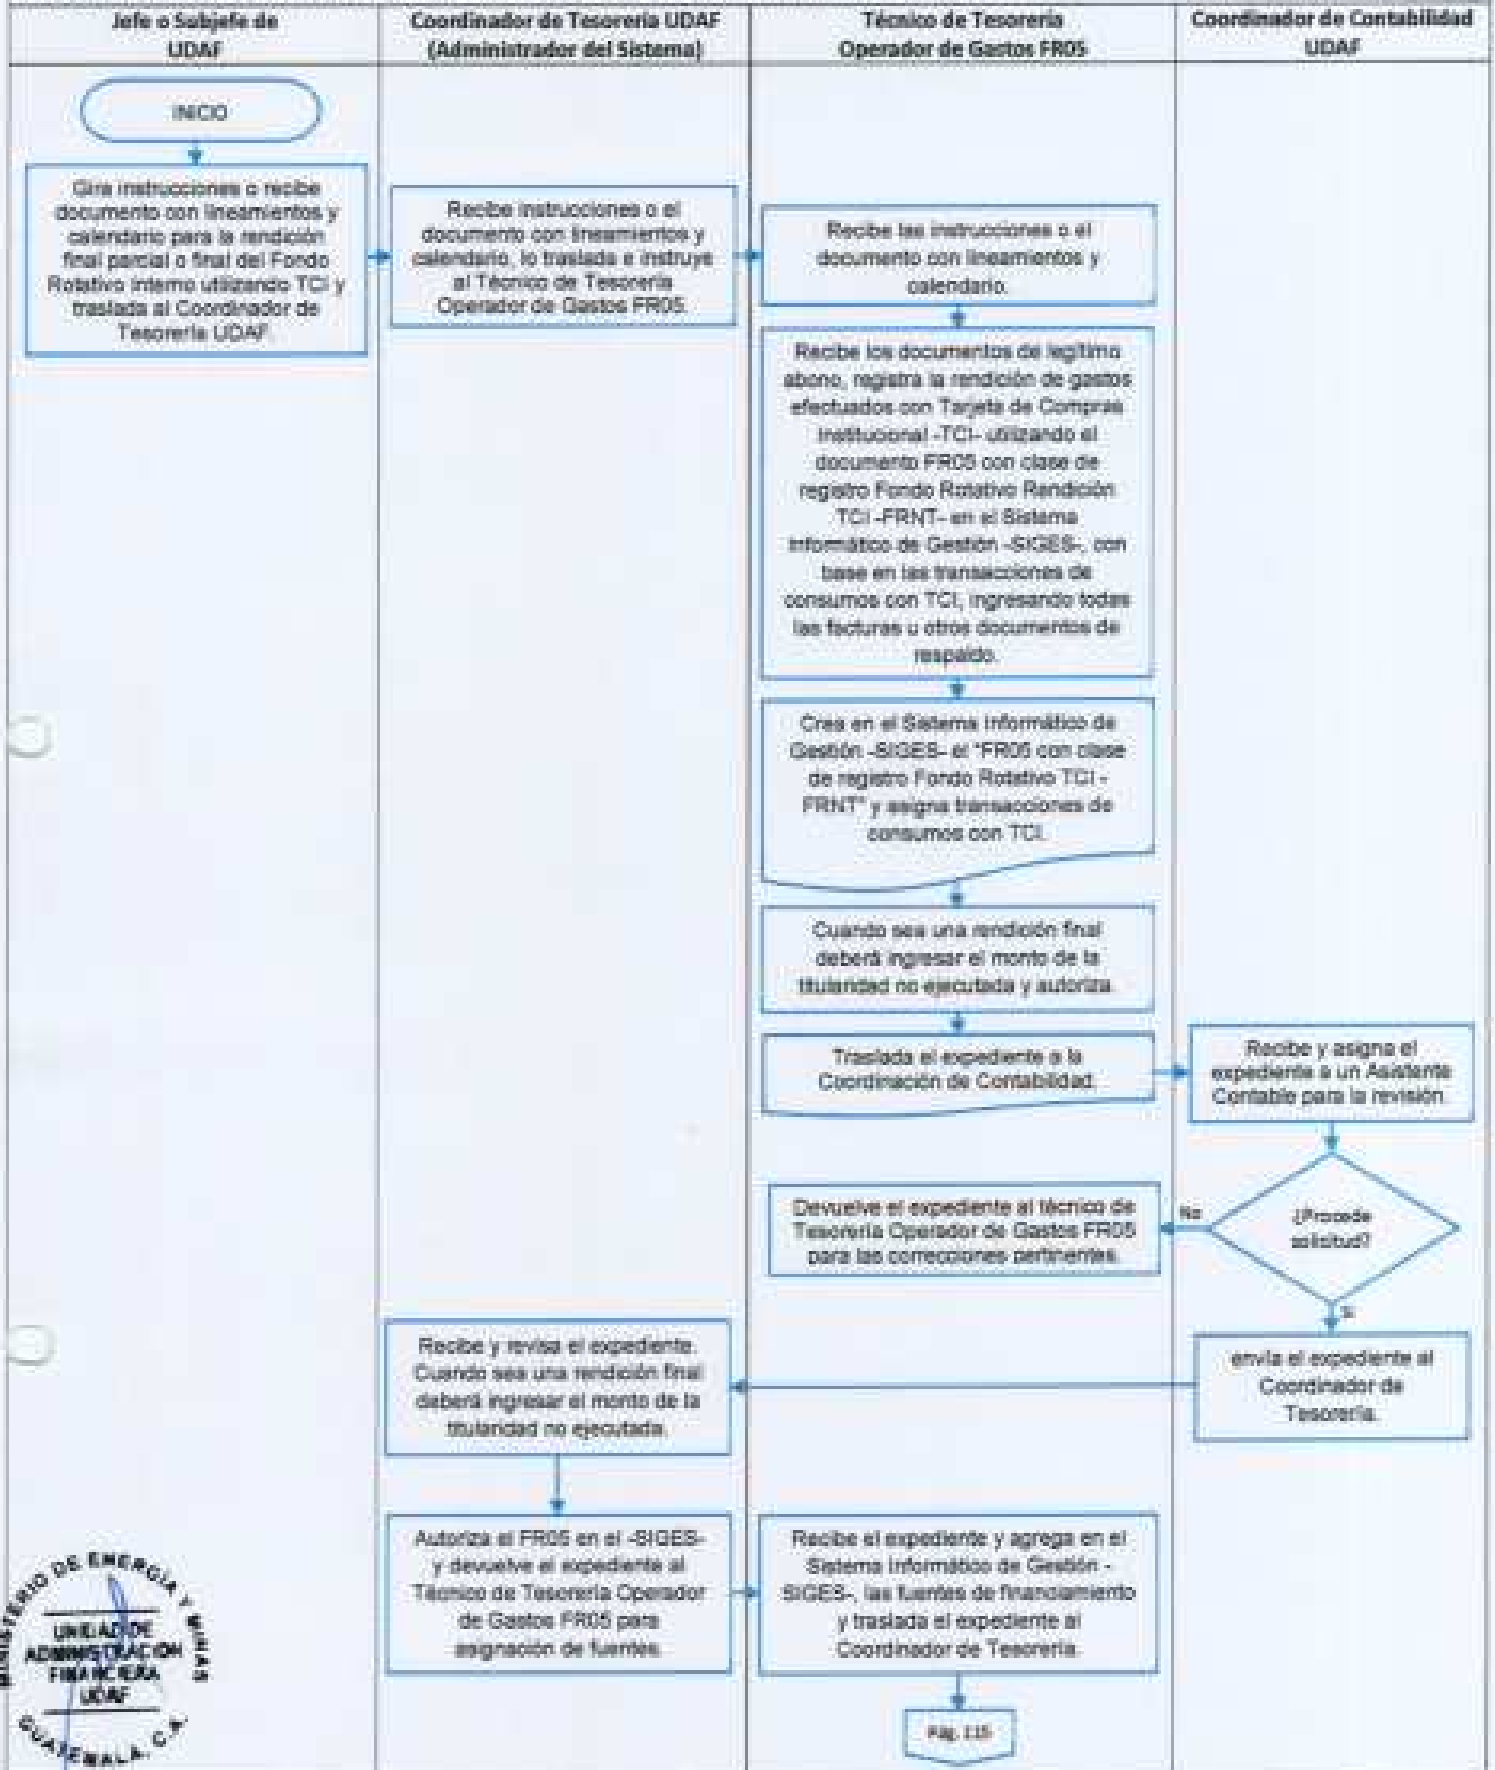 Jefe o Subjefe de
UDAF
Coordinador de Tesorería UDAF
(Administrador del Sistema)
Técnico de Tesorería
Operador de Gastos FR05
Coordinador de Contabilidad
UDAF
INICIO
Gira instrucciones o recibe
documento con lineamientos y
calendario para la rendición
final parcial o final del Fondo
Rotativo interno utilizando TCI y
traslada al Coordinador de
Tesorería UDAF.
Recibe instrucciones o el
documento con lineamientos y
calendario, lo traslada e instruye
al Técnico de Tesorería
Operador de Gastos FR05.
Recibe las instrucciones o el
documento con lineamientos y
calendario.
Recibe los documentos de legítimo
abono, registra la rendición de gastos
efectuados con Tarjeta de Compras
Institucional -TCI- utilizando el
documento FR05 con clase de
registro Fondo Rotativo Rendición
TCI -FRNT- en el Sistema
Informático de Gestión -SIGES-, con
base en las transacciones de
consumos con TCI, ingresando todas
las facturas u otros documentos de
respaldo.
Crea en el Sistema Informático de
Gestión -SIGES- el "FR05 con clase
de registro Fondo Rotativo TCI -
FRNT" y asigna transacciones de
consumos con TCI.
Cuando sea una rendición final
deberá ingresar el monto de la
titularidad no ejecutada y autoriza.
Traslada el expediente a la
Coordinación de Contabilidad.
Recibe y asigna el
expediente a un Asistente
Contable para la revisión.
¿Procede
solicitud?
No
Devuelve el expediente al técnico de
Tesorería Operador de Gastos FR05
para las correcciones pertinentes.
Si
envía el expediente al
Coordinador de
Tesorería.
Recibe y revisa el expediente.
Cuando sea una rendición final
deberá ingresar el monto de la
titularidad no ejecutada.
Autoriza el FR05 en el -SIGES-
y devuelve el expediente al
Técnico de Tesorería Operador
de Gastos FR05 para
asignación de fuentes.
Recibe el expediente y agrega en el
Sistema Informático de Gestión -
SIGES-, las fuentes de financiamiento
y traslada el expediente al
Coordinador de Tesorería.
Pág. 115
MINISTERIO DE ENERGÍA Y MINAS
UNIDAD DE
ADMINISTRACIÓN
FINANCIERA
UDAF
GUATEMALA, C.A.